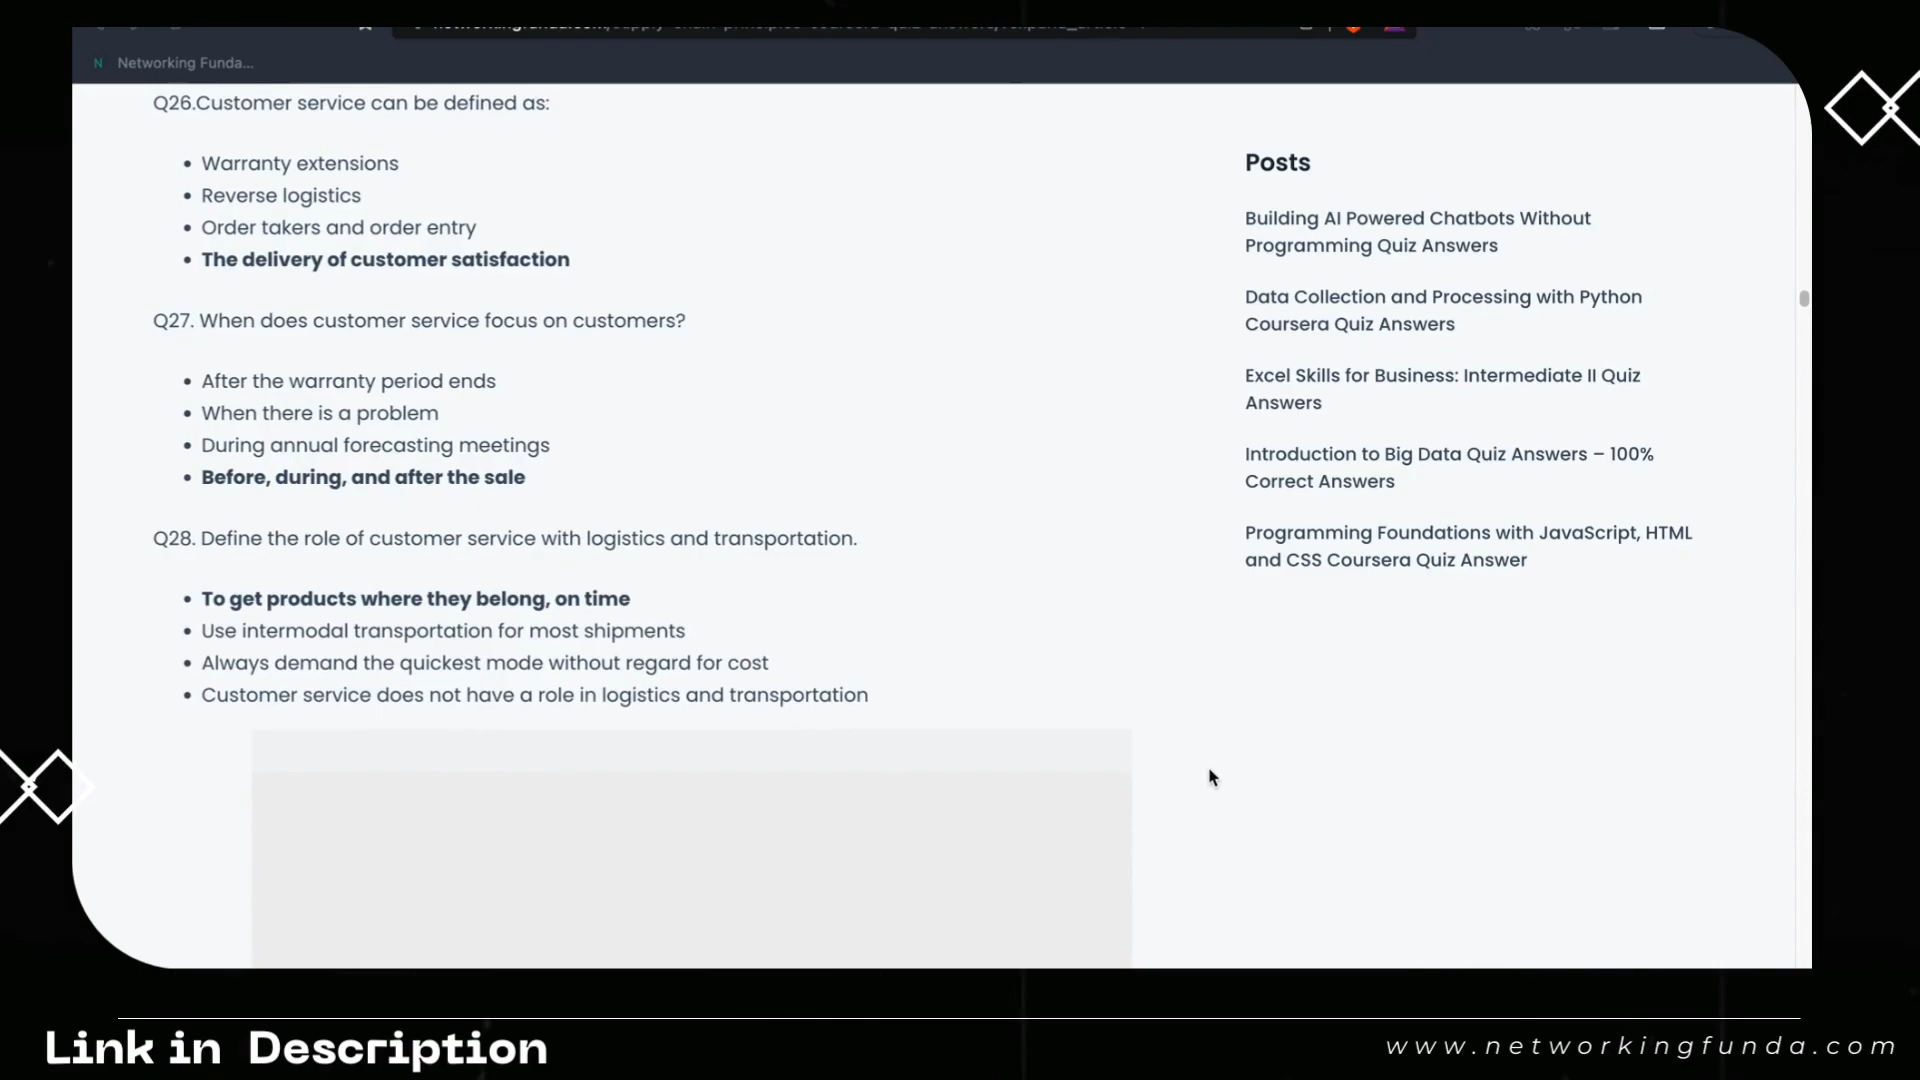 N Networking Funda...
Q26.Customer service can be defined as:
• Warranty extensions
• Reverse logistics
• Order takers and order entry
• The delivery of customer satisfaction
Q27. When does customer service focus on customers?
• After the warranty period ends
• When there is a problem
• During annual forecasting meetings
• Before, during, and after the sale
Q28. Define the role of customer service with logistics and transportation.
• To get products where they belong, on time
• Use intermodal transportation for most shipments
• Always demand the quickest mode without regard for cost
• Customer service does not have a role in logistics and transportation
Posts
Building AI Powered Chatbots Without
Programming Quiz Answers
Data Collection and Processing with Python
Coursera Quiz Answers
Excel Skills for Business: Intermediate II Quiz
Answers
Introduction to Big Data Quiz Answers – 100%
Correct Answers
Programming Foundations with JavaScript, HTML
and CSS Coursera Quiz Answer
Link in Description
www.networkingfunda.com